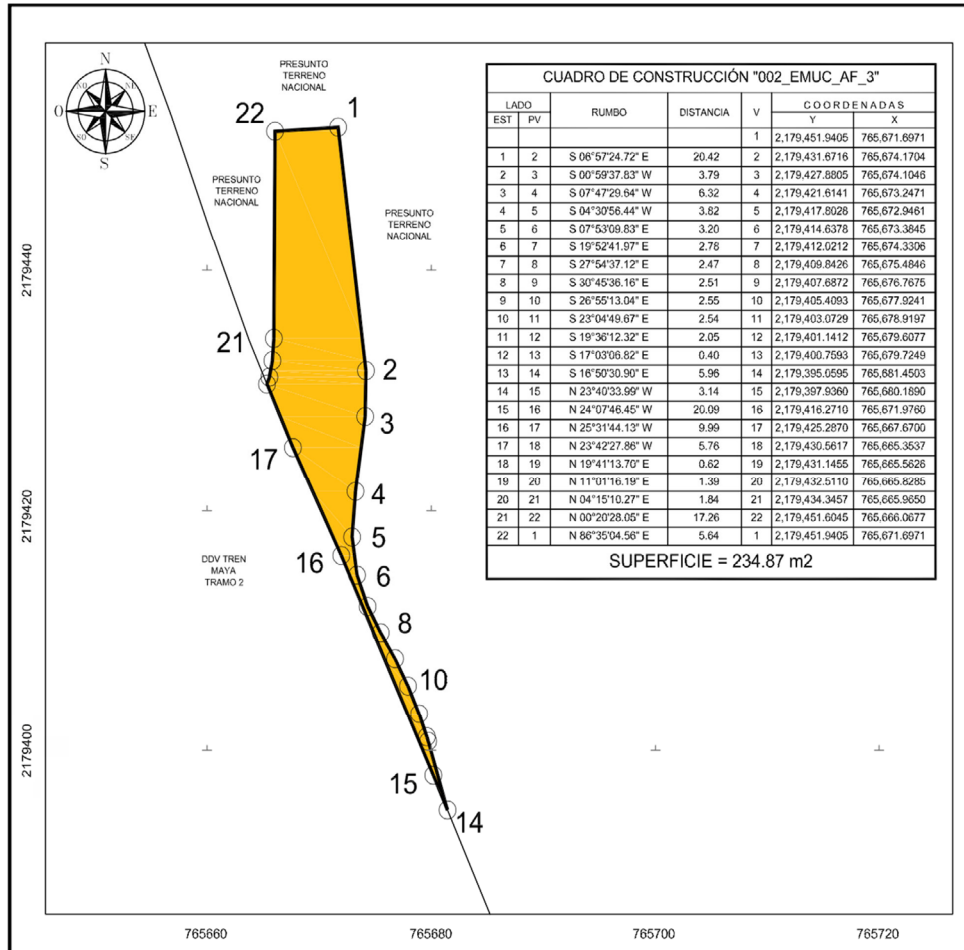 N
NO
NE
O
E
SO
SE
S
PRESUNTO
TERRENO
NACIONAL
22
1
PRESUNTO
TERRENO
NACIONAL
PRESUNTO
TERRENO
NACIONAL
21
2
3
17
4
5
16
6
DDV TREN
MAYA
TRAMO 2
8
10
15
14
2179440
2179420
2179400
765660
765680
765700
765720
CUADRO DE CONSTRUCCIÓN "002_EMUC_AF_3"
LADO RUMBO DISTANCIA V COORDENADAS
EST PV Y X
1 2,179,451.9405 765,671.6971
1 2 S 06°57'24.72" E 20.42 2 2,179,431.6716 765,674.1704
2 3 S 00°59'37.83" W 3.79 3 2,179,427.8805 765,674.1046
3 4 S 07°47'29.64" W 6.32 4 2,179,421.6141 765,673.2471
4 5 S 04°30'56.44" W 3.82 5 2,179,417.8028 765,672.9461
5 6 S 07°53'09.83" E 3.20 6 2,179,414.6378 765,673.3845
6 7 S 19°52'41.97" E 2.78 7 2,179,412.0212 765,674.3306
7 8 S 27°54'37.12" E 2.47 8 2,179,409.8426 765,675.4846
8 9 S 30°45'36.16" E 2.51 9 2,179,407.6872 765,676.7675
9 10 S 26°55'13.04" E 2.55 10 2,179,405.4093 765,677.9241
10 11 S 23°04'49.67" E 2.54 11 2,179,403.0729 765,678.9197
11 12 S 19°36'12.32" E 2.05 12 2,179,401.1412 765,679.6077
12 13 S 17°03'06.82" E 0.40 13 2,179,400.7593 765,679.7249
13 14 S 16°50'30.90" E 5.96 14 2,179,395.0595 765,681.4503
14 15 N 23°40'33.99" W 3.14 15 2,179,397.9360 765,680.1890
15 16 N 24°07'46.45" W 20.09 16 2,179,416.2710 765,671.9760
16 17 N 25°31'44.13" W 9.99 17 2,179,425.2870 765,667.6700
17 18 N 23°42'27.86" W 5.76 18 2,179,430.5617 765,665.3537
18 19 N 19°41'13.70" E 0.62 19 2,179,431.1455 765,665.5626
19 20 N 11°01'16.19" E 1.39 20 2,179,432.5110 765,665.8285
20 21 N 04°15'10.27" E 1.84 21 2,179,434.3457 765,665.9650
21 22 N 00°20'28.05" E 17.26 22 2,179,451.6045 765,666.0677
22 1 N 86°35'04.56" E 5.64 1 2,179,451.9405 765,671.6971
SUPERFICIE = 234.87 m2